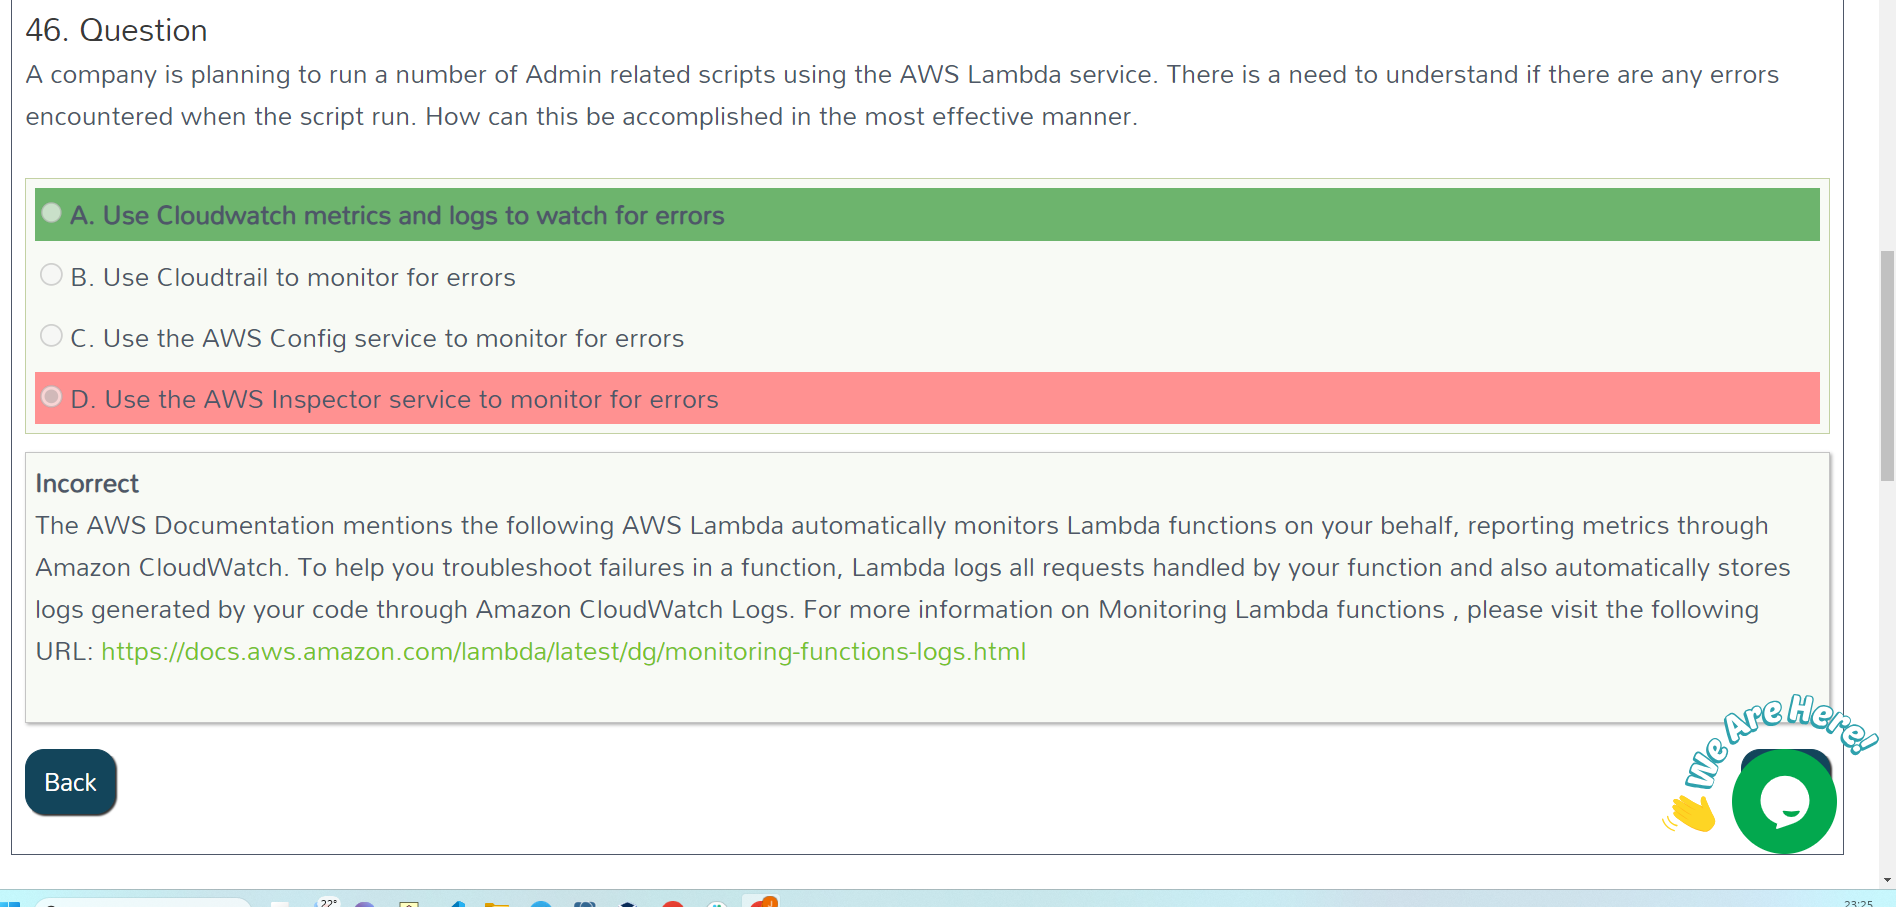 46. Question
A company is planning to run a number of Admin related scripts using the AWS Lambda service. There is a need to understand if there are any errors
encountered when the script run. How can this be accomplished in the most effective manner.
A. Use Cloudwatch metrics and logs to watch for errors
B. Use Cloudtrail to monitor for errors
C. Use the AWS Config service to monitor for errors
D. Use the AWS Inspector service to monitor for errors
Incorrect
The AWS Documentation mentions the following AWS Lambda automatically monitors Lambda functions on your behalf, reporting metrics through
Amazon CloudWatch. To help you troubleshoot failures in a function, Lambda logs all requests handled by your function and also automatically stores
logs generated by your code through Amazon CloudWatch Logs. For more information on Monitoring Lambda functions , please visit the following
URL: https://docs.aws.amazon.com/lambda/latest/dg/monitoring-functions-logs.html
We Are Here!
Back
22°
23:25